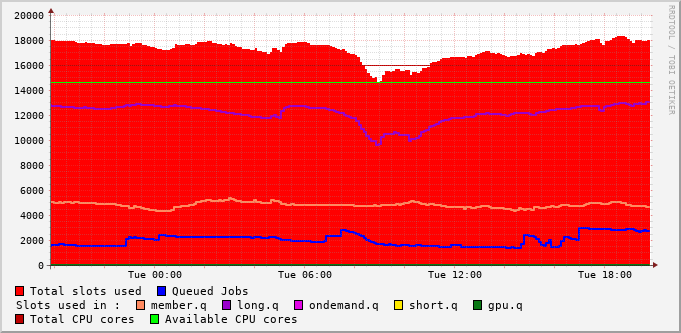 20000
18000
16000
14000
12000
10000
8000
6000
4000
2000
0
Tue 00:00 Tue 06:00 Tue 12:00 Tue 18:00
RRDTOOL / TOBI OETIKER
Total slots used Queued Jobs
Slots used in : member.q long.q ondemand.q short.q gpu.q
Total CPU cores Available CPU cores